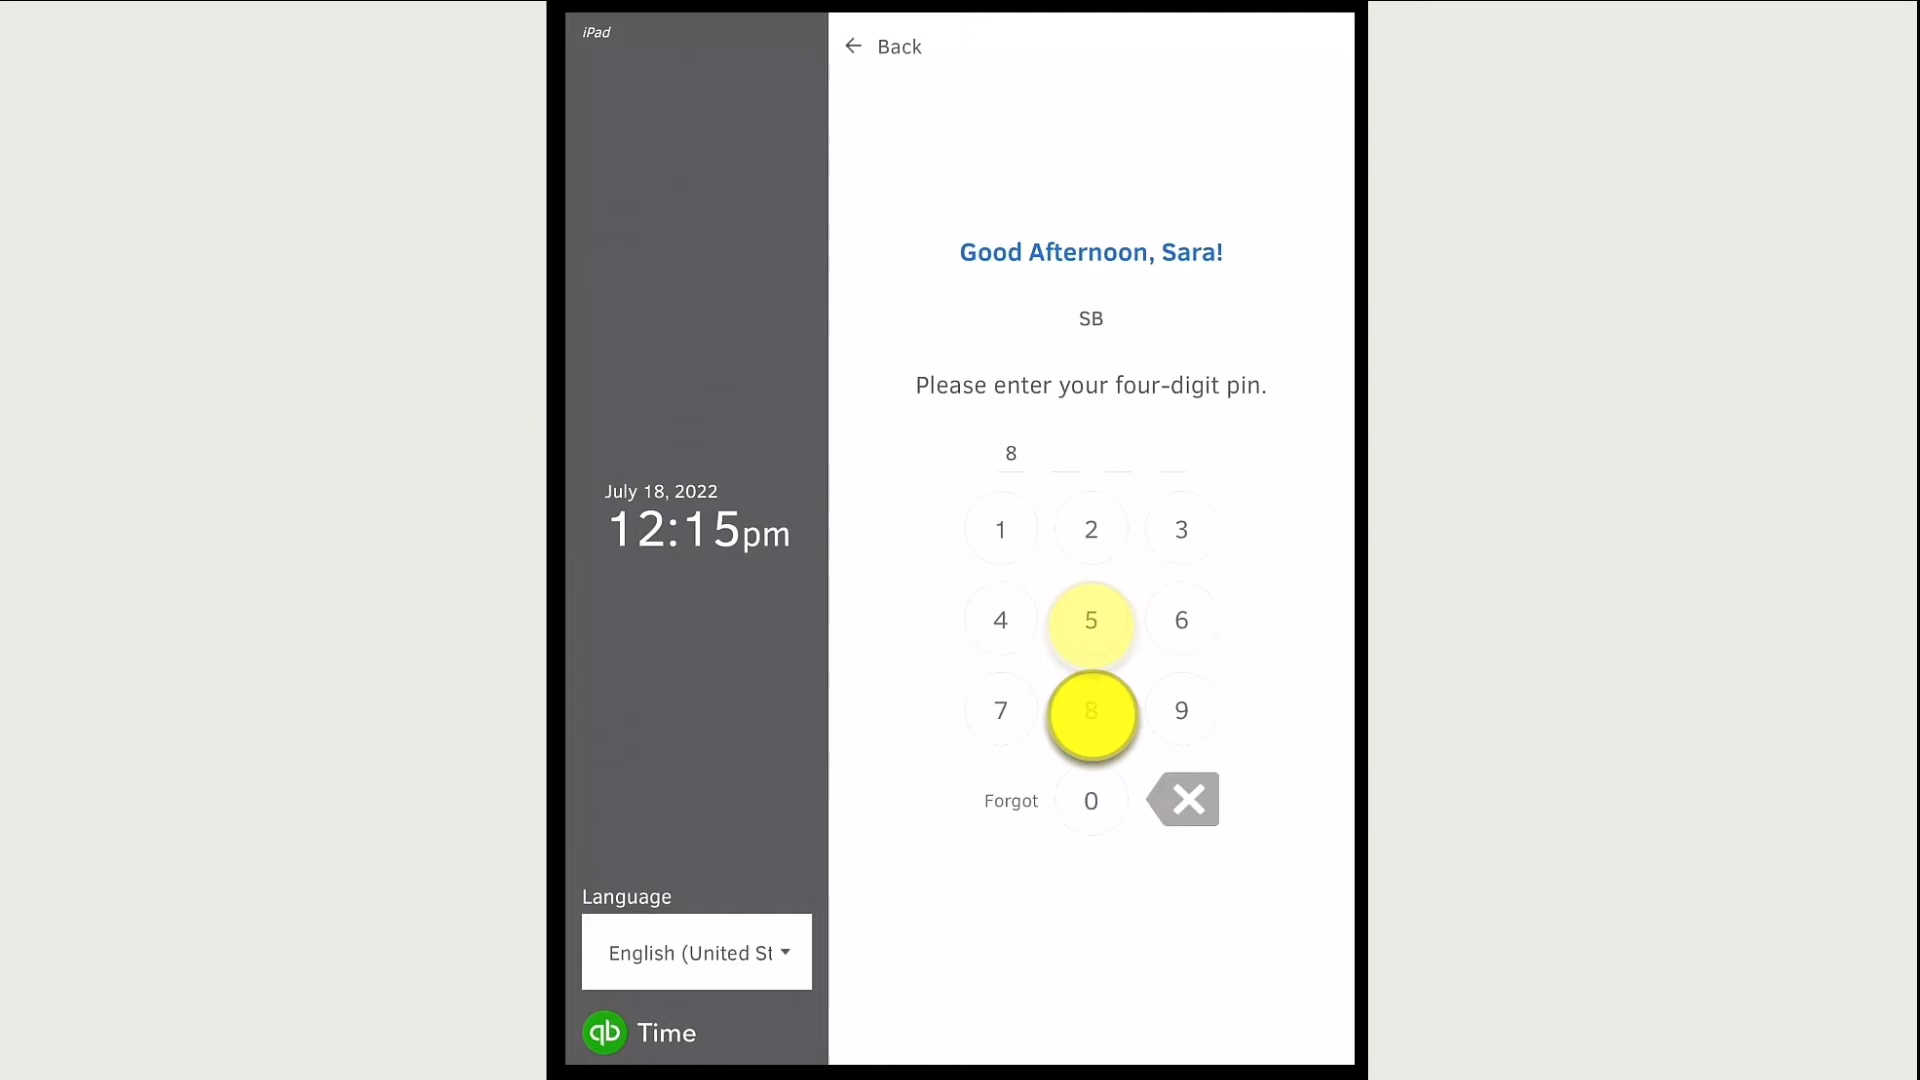 iPad
Back
Good Afternoon, Sara!
SB
Please enter your four-digit pin.
8
July 18, 2022
12:15pm
1 2 3
4 5 6
7 8 9
Forgot 0
Language
English (United St
qb Time